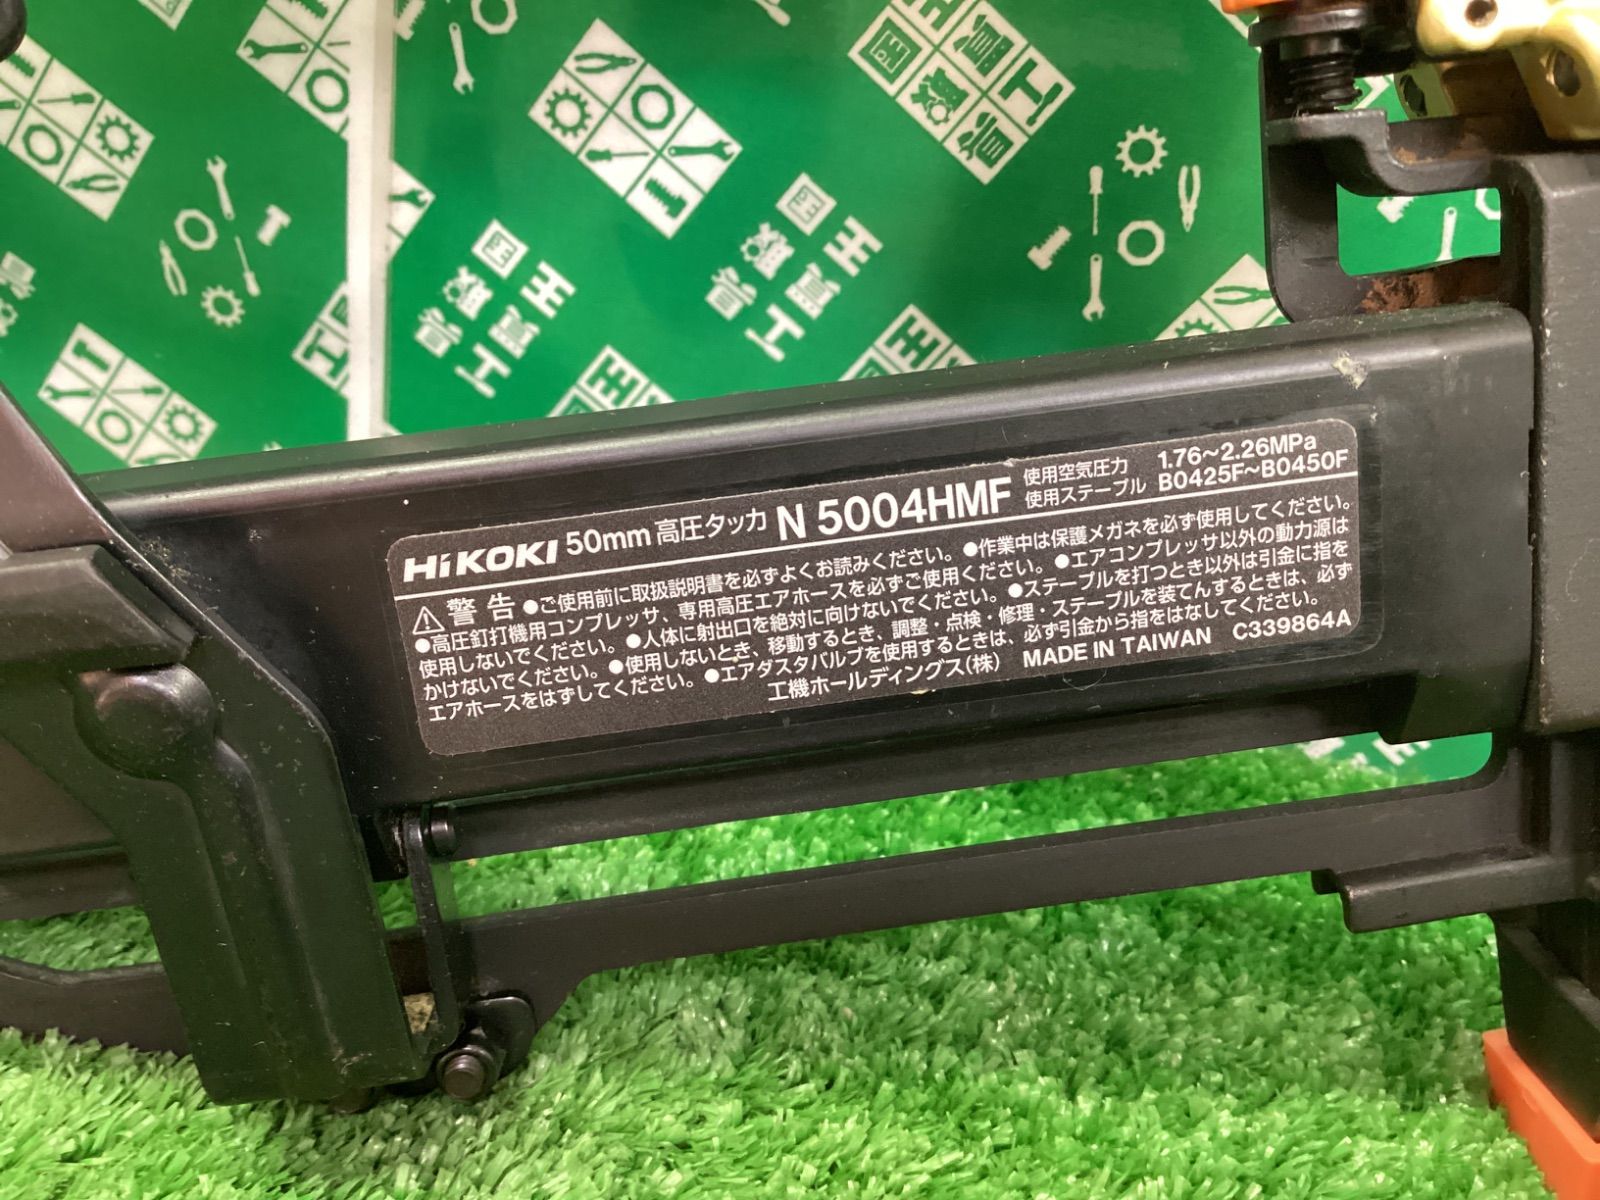 HiKOKI 50mm 高圧タッカ N 5004HMF 使用空気圧力 1.76～2.26MPa
使用ステープル B0425F～B0450F
警告 ●ご使用前に取扱説明書を必ずよくお読みください。 ●作業中は保護メガネを必ず使用してください。
●高圧釘打機用コンプレッサ、専用高圧エアホースを必ずご使用ください。 ●エアコンプレッサ以外の動力源は
使用しないでください。 ●人体に射出口を絶対に向けないでください。 ●ステープルを打つとき以外は引金に指を
かけないでください。 ●使用しないとき、移動するとき、調整・点検・修理・ステープルを装てんするときは、必ず
エアホースをはずしてください。 ●エアダスタバルブを使用するときは、必ず引金から指をはなしてください。
工機ホールディングス(株) MADE IN TAIWAN C339864A